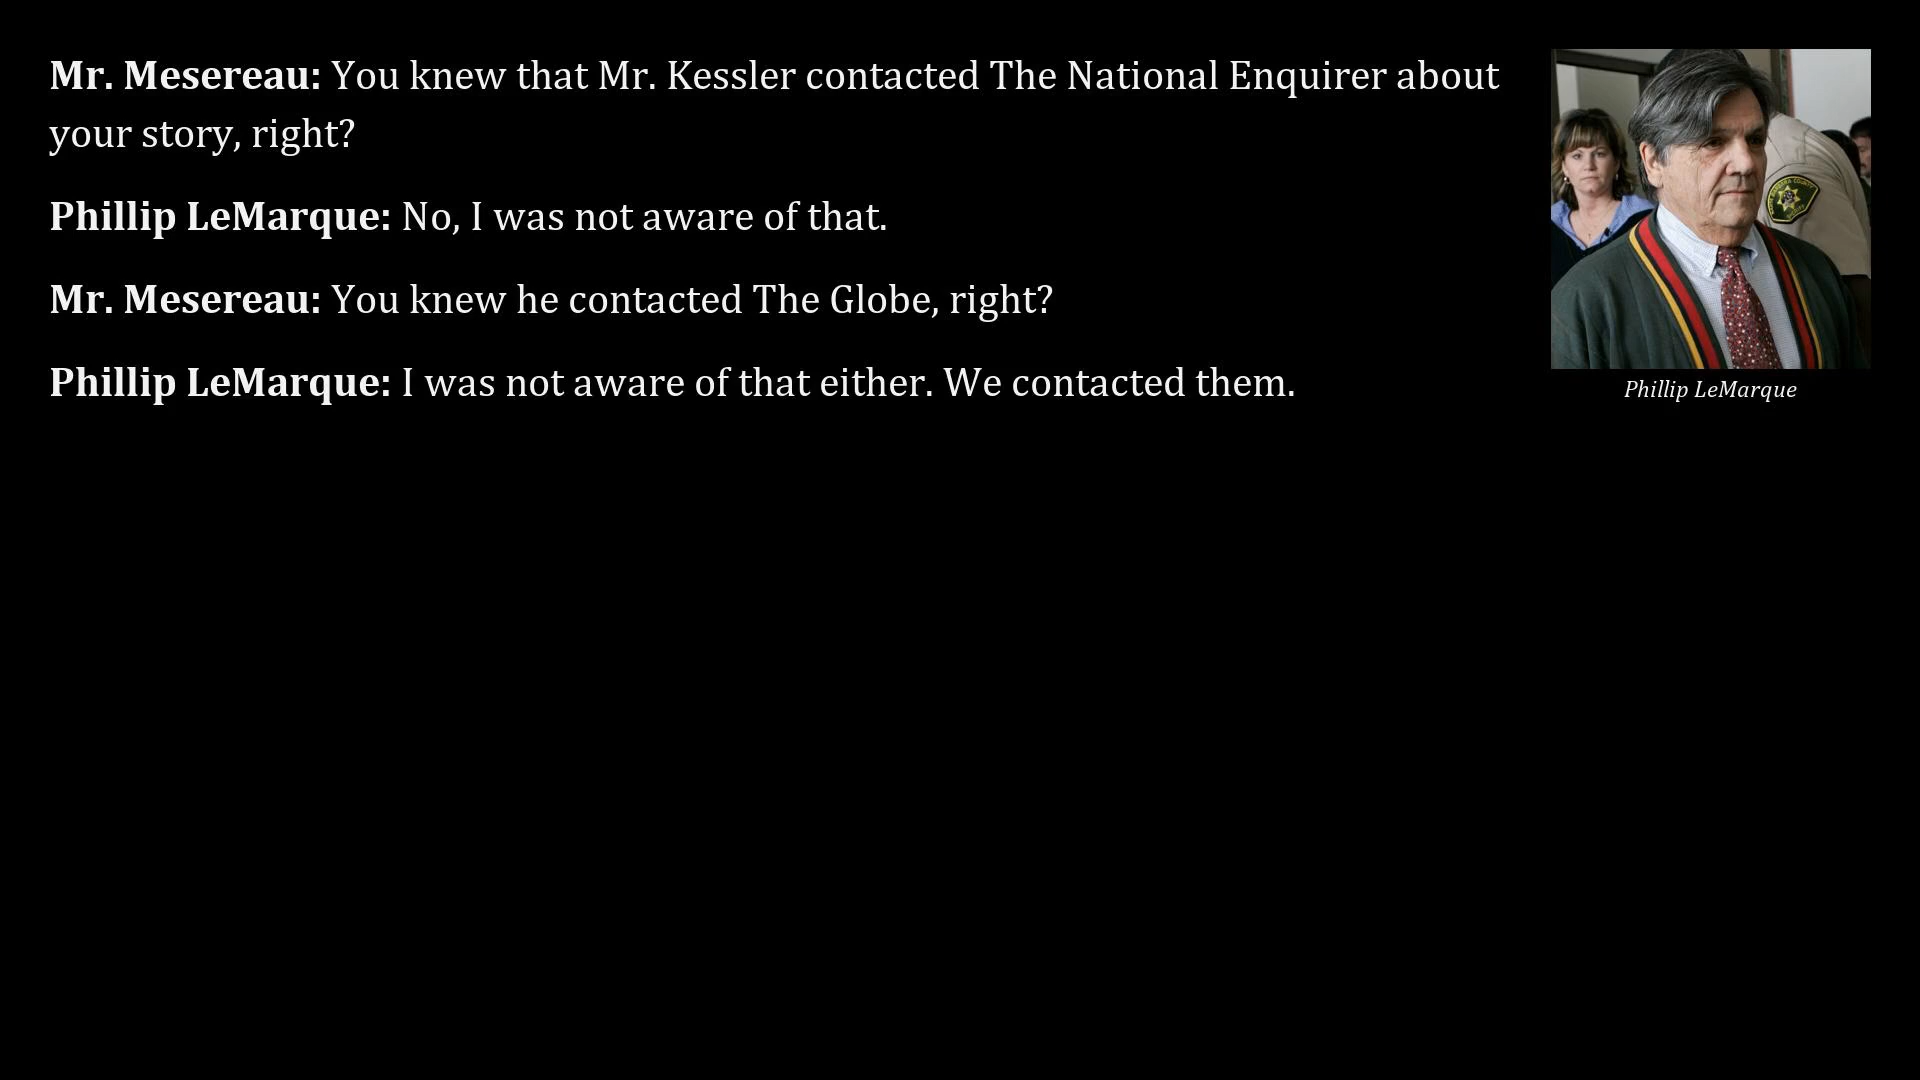 Mr. Mesereau: You knew that Mr. Kessler contacted The National Enquirer about
your story, right?
Phillip LeMarque: No, I was not aware of that.
Mr. Mesereau: You knew he contacted The Globe, right?
Phillip LeMarque: I was not aware of that either. We contacted them.
Phillip LeMarque